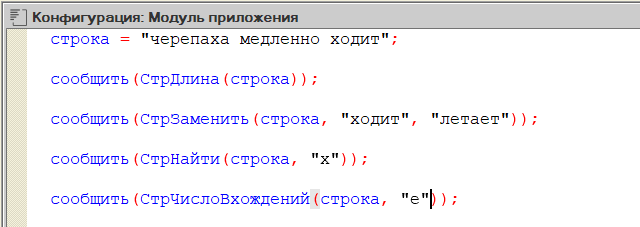 Конфигурация: Модуль приложения
строка = "черепаха медленно ходит";
сообщить(СтрДлина(строка));
сообщить(СтрЗаменить(строка, "ходит", "летает"));
сообщить(СтрНайти(строка, "х"));
сообщить(СтрЧислоВхождений(строка, "е"));